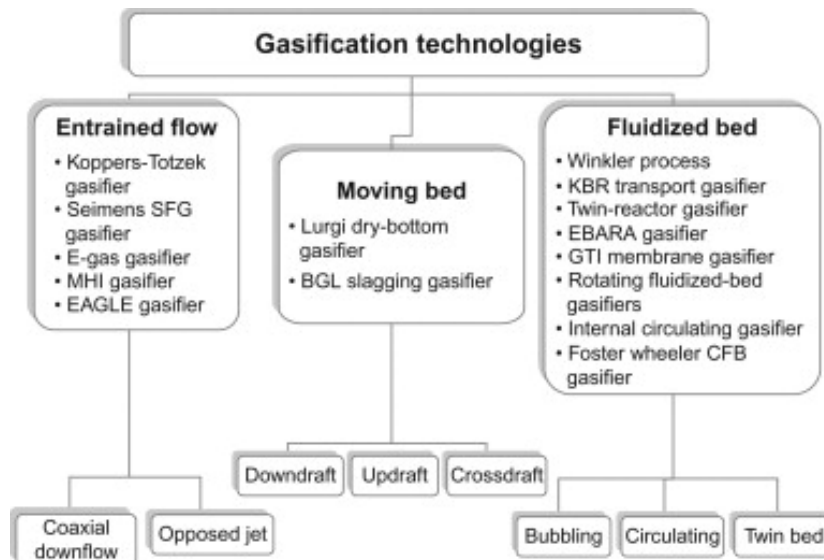 Gasification technologies
Entrained flow
• Koppers-Totzek
gasifier
• Seimens SFG
gasifier
• E-gas gasifier
• MHI gasifier
• EAGLE gasifier
Moving bed
• Lurgi dry-bottom
gasifier
• BGL slagging gasifier
Fluidized bed
• Winkler process
• KBR transport gasifier
• Twin-reactor gasifier
• EBARA gasifier
• GTI membrane gasifier
• Rotating fluidized-bed
gasifiers
• Internal circulating gasifier
• Foster wheeler CFB
gasifier
Downdraft
Updraft
Crossdraft
Coaxial
downflow
Opposed jet
Bubbling
Circulating
Twin bed